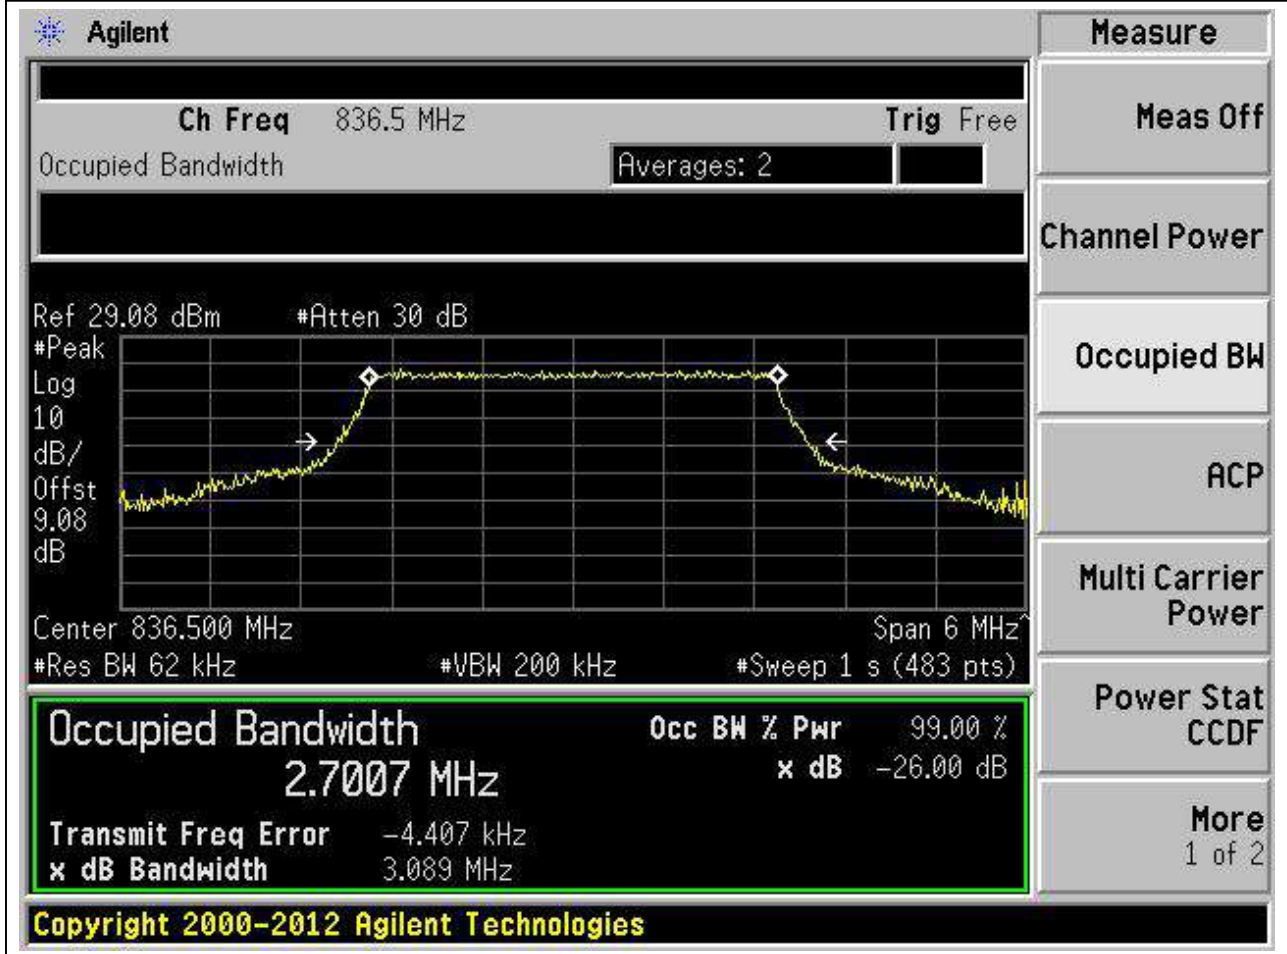 Agilent
Measure
Ch Freq 836.5 MHz Trig Free
Occupied Bandwidth Averages: 2
Meas Off
Channel Power
Occupied BW
ACP
Multi Carrier
Power
Power Stat
CCDF
More
1 of 2
Ref 29.08 dBm #Atten 30 dB
#Peak
Log
10
dB/
Offst
9.08
dB
Center 836.500 MHz Span 6 MHz^
#Res BW 62 kHz #VBW 200 kHz #Sweep 1 s (483 pts)
Occupied Bandwidth Occ BW % Pwr 99.00 %
2.7007 MHz x dB -26.00 dB
Transmit Freq Error -4.407 kHz
x dB Bandwidth 3.089 MHz
Copyright 2000-2012 Agilent Technologies